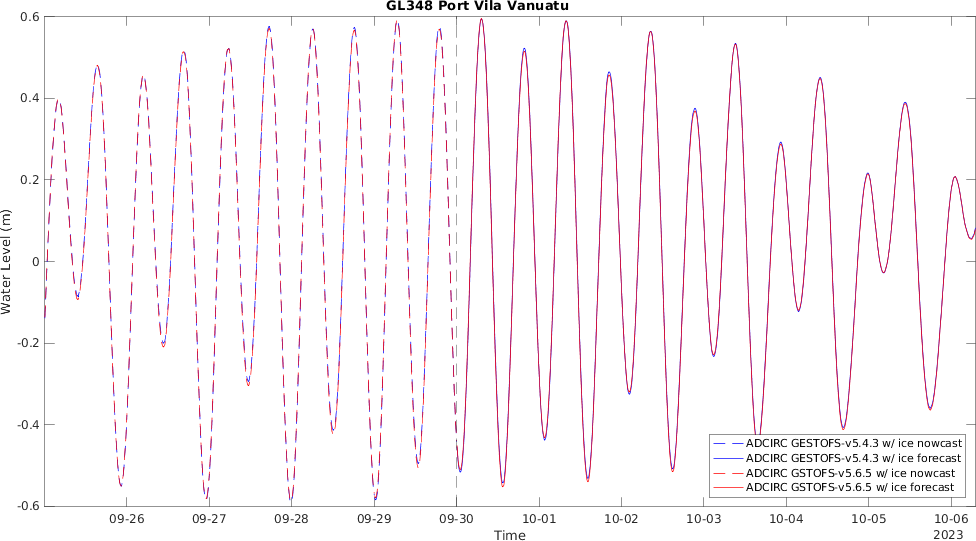 GL348 Port Vila Vanuatu
0.6
0.4
0.2
0
-0.2
-0.4
-0.6
Water Level (m)
ADCIRC GESTOFS-v5.4.3 w/ ice nowcast
ADCIRC GESTOFS-v5.4.3 w/ ice forecast
ADCIRC GSTOFS-v5.6.5 w/ ice nowcast
ADCIRC GSTOFS-v5.6.5 w/ ice forecast
09-26 09-27 09-28 09-29 09-30 10-01 10-02 10-03 10-04 10-05 10-06
2023
Time